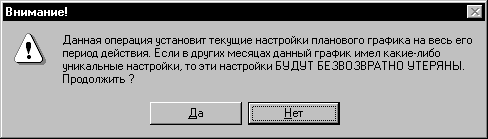 Внимание!
Данная операция установит текущие настройки планового графика на весь его
период действия. Если в других месяцах данный график имел какие-либо
уникальные настройки, то эти настройки БУДУТ БЕЗВОЗВРАТНО УТЕРЯНЫ.
Продолжить ?
Да Нет